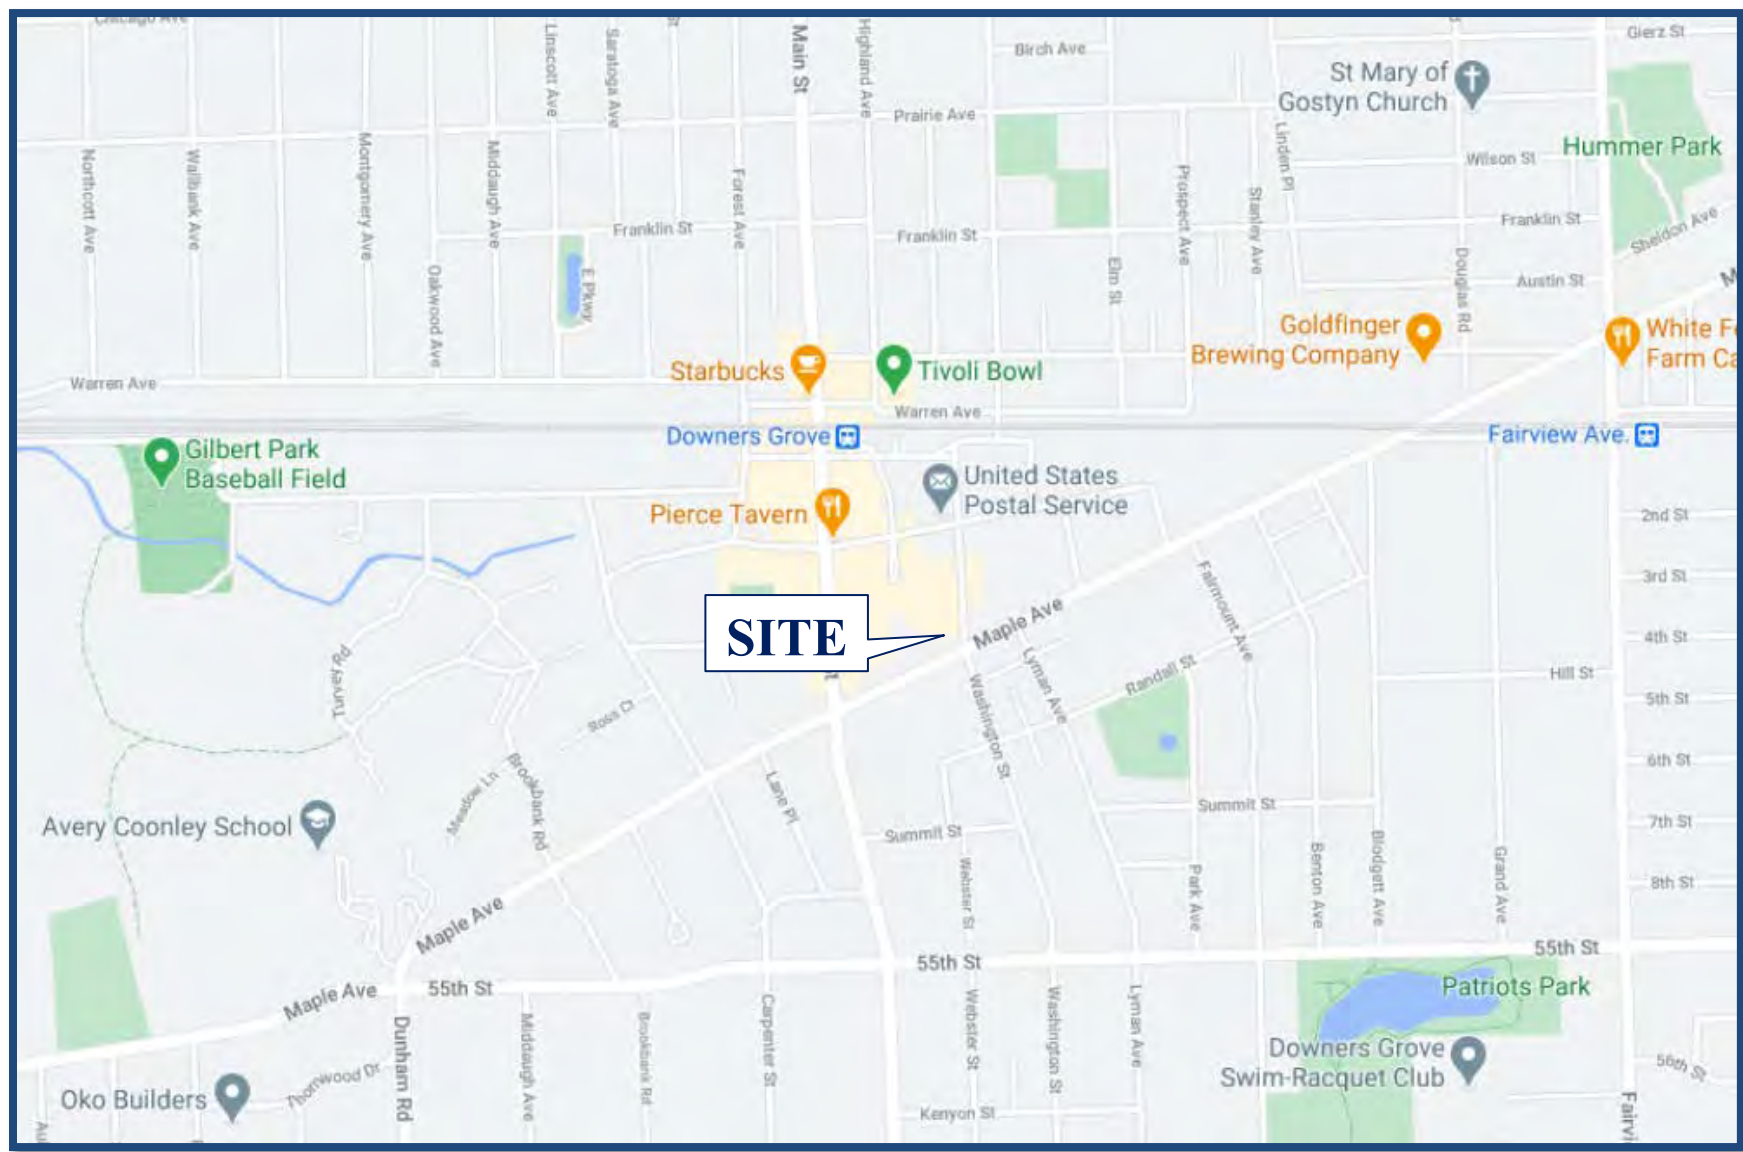 Chicago Ave
St
Main St
Highland Ave
Linscott Ave
Saratoga Ave
Birch Ave
Gierz St
St Mary of
Gostyn Church
Prairie Ave
Linden Pl
Wilson St
Hummer Park
Northcott Ave
Wallbank Ave
Montgomery Ave
Middaugh Ave
Forest Ave
Prospect Ave
Stanley Ave
Franklin St
Franklin St
Franklin St
Sheldon Ave
Oakwood Ave
E Pkwy
Elm St
Douglas Rd
Austin St
M
Goldfinger
Brewing Company
White F
Farm Ca
Starbucks
Tivoli Bowl
Warren Ave
Warren Ave
Downers Grove
Fairview Ave.
Gilbert Park
Baseball Field
United States
Postal Service
Pierce Tavern
2nd St
3rd St
Fairmount Ave
Maple Ave
SITE
4th St
Turvey Rd
Lyman Ave
Randall St
Hill St
5th St
Washington St
Ross Ct
6th St
Brookbank Rd
Meadow Ln
Lane Pl
Summit St
Summit St
7th St
Avery Coonley School
Webster St
Park Ave
Benton Ave
Blodgett Ave
Grand Ave
8th St
Maple Ave
55th St
55th St
55th St
Maple Ave
Patriots Park
Dunham Rd
Middaugh Ave
Brookbank Rd
Carpenter St
Webster St
Washington St
Lyman Ave
Downers Grove
Swim-Racquet Club
56th St
Thornwood Dr
Oko Builders
Kenyon St
Fairvi
Au